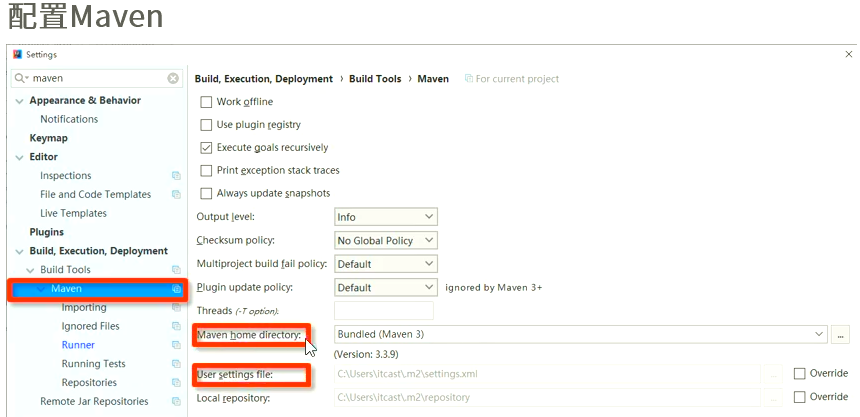 配置Maven
Settings
maven
Appearance & Behavior
Notifications
Keymap
Editor
Inspections
File and Code Templates
Live Templates
Plugins
Build, Execution, Deployment
Build Tools
Maven
Importing
Ignored Files
Runner
Running Tests
Repositories
Remote Jar Repositories
Build, Execution, Deployment › Build Tools › Maven For current project
Work offline
Use plugin registry
Execute goals recursively
Print exception stack traces
Always update snapshots
Output level: Info
Checksum policy: No Global Policy
Multiproject build fail policy: Default
Plugin update policy: Default ignored by Maven 3+
Threads (-T option):
Maven home directory: Bundled (Maven 3) ...
(Version: 3.3.9)
User settings file: C:\Users\itcast\.m2\settings.xml ... Override
Local repository: C:\Users\itcast\.m2\repository ... Override